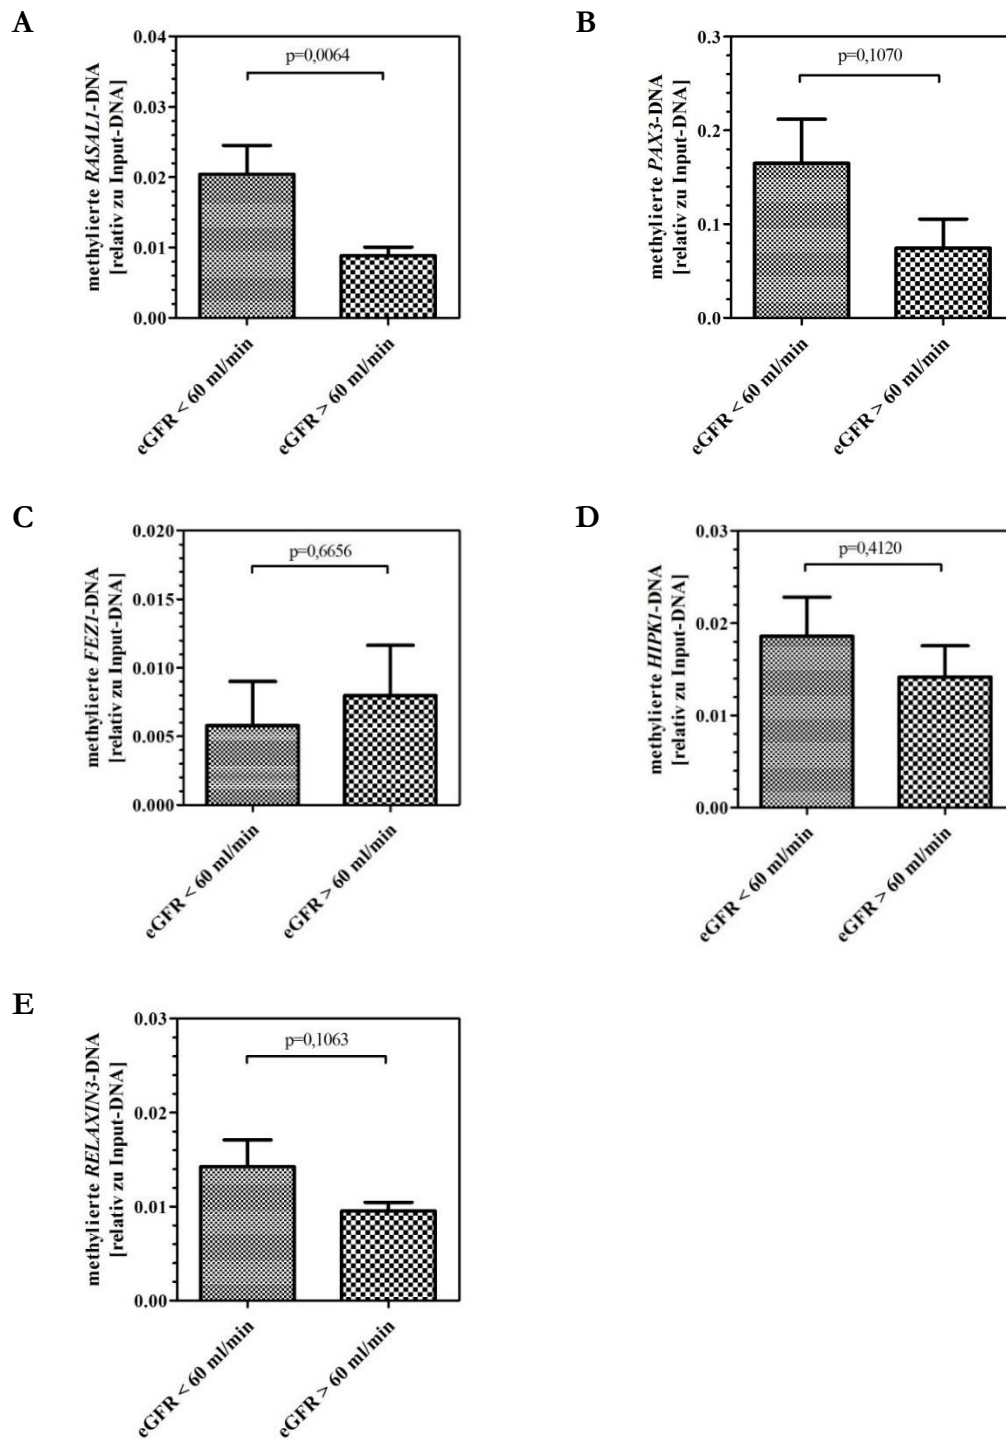 A
methylierte RASAL1-DNA
[relativ zu Input-DNA]
0.04
0.03
0.02
0.01
0.00
p=0,0064
eGFR < 60 ml/min
eGFR > 60 ml/min
B
methylierte PAX3-DNA
[relativ zu Input-DNA]
0.3
0.2
0.1
0.0
p=0,1070
eGFR < 60 ml/min
eGFR > 60 ml/min
C
methylierte FEZ1-DNA
[relativ zu Input-DNA]
0.020
0.015
0.010
0.005
0.000
p=0,6656
eGFR < 60 ml/min
eGFR > 60 ml/min
D
methylierte HIPK1-DNA
[relativ zu Input-DNA]
0.03
0.02
0.01
0.00
p=0,4120
eGFR < 60 ml/min
eGFR > 60 ml/min
E
methylierte RELAXIN3-DNA
[relativ zu Input-DNA]
0.03
0.02
0.01
0.00
p=0,1063
eGFR < 60 ml/min
eGFR > 60 ml/min